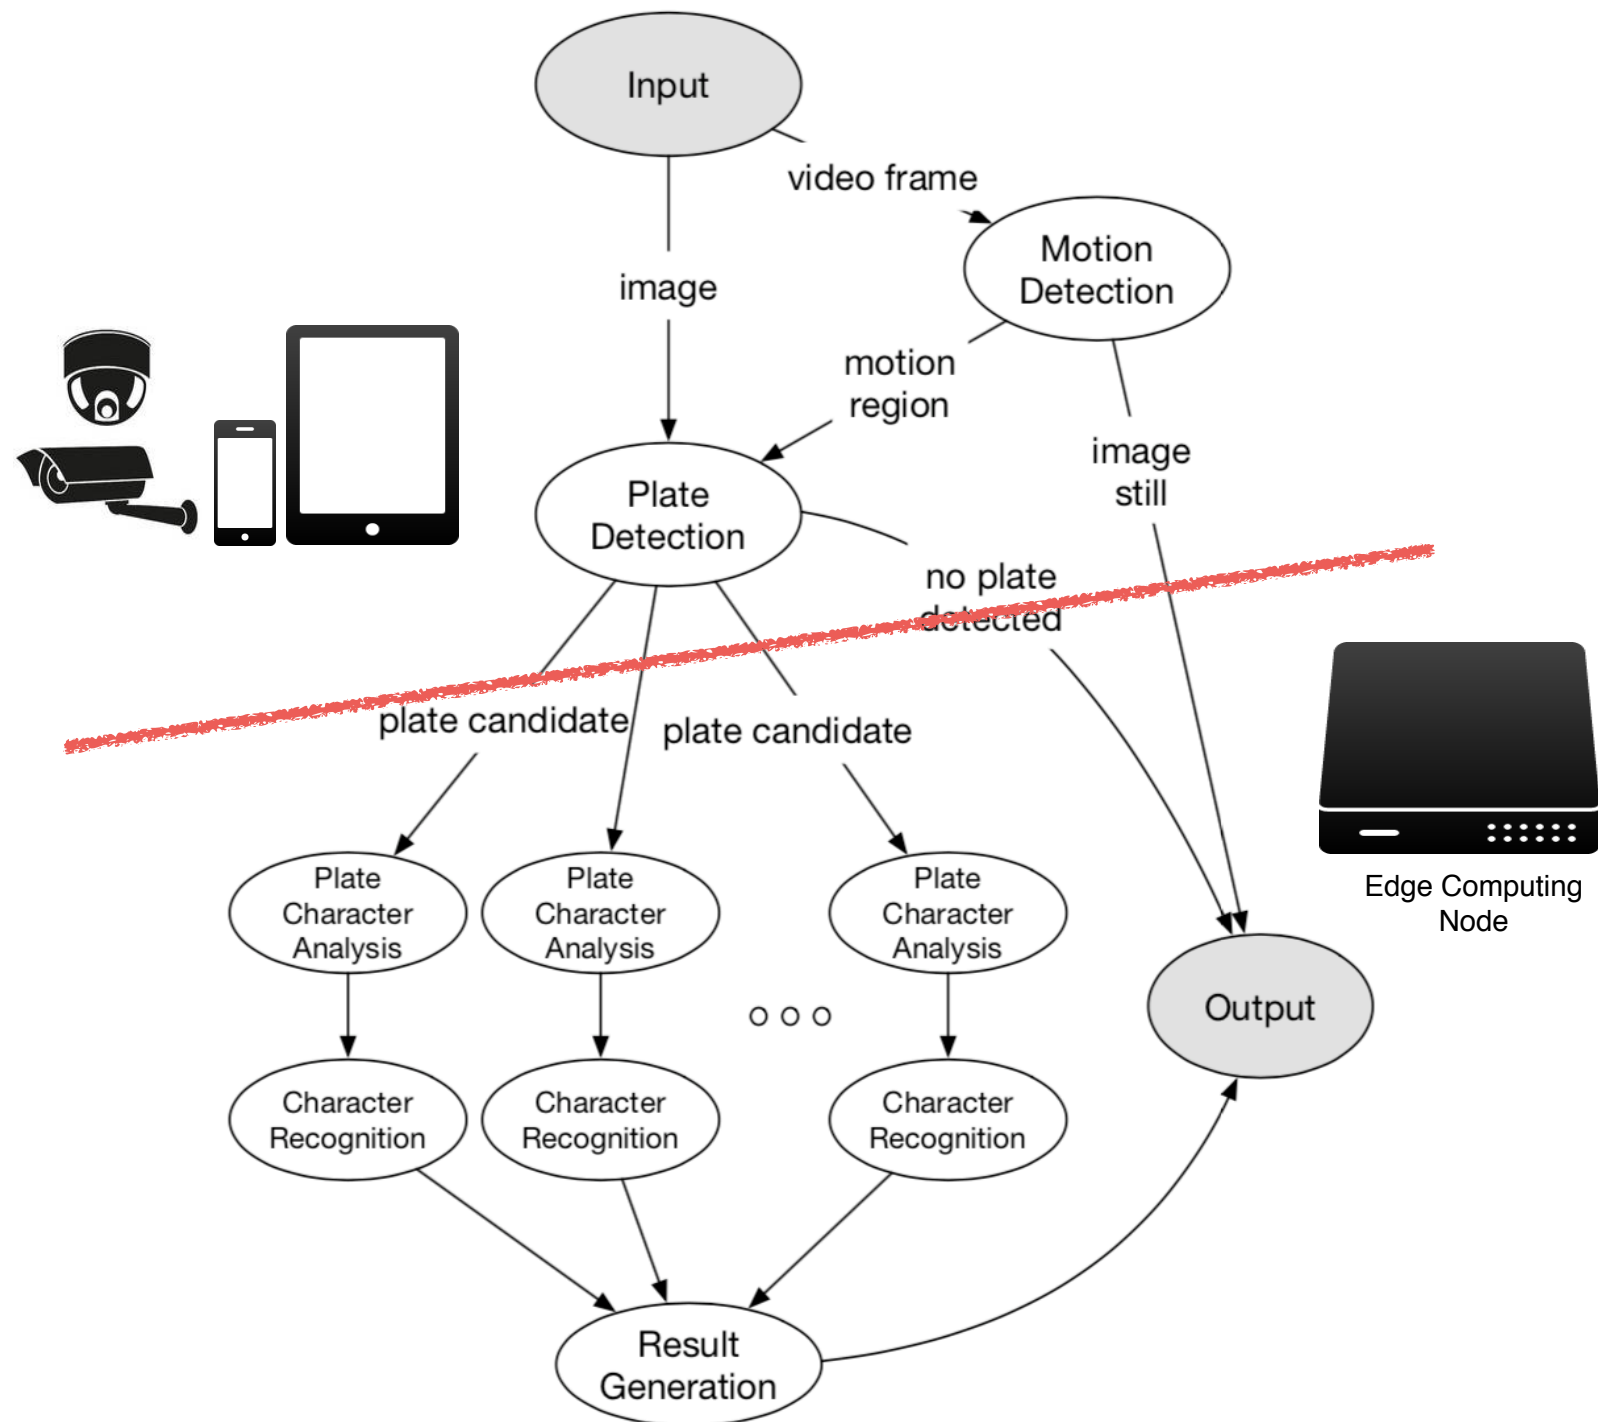 Input
video frame
Motion
Detection
image
motion
region
image
still
Plate
Detection
no plate
detected
plate candidate
plate candidate
Edge Computing
Node
Plate
Character
Analysis
Plate
Character
Analysis
Plate
Character
Analysis
Output
Character
Recognition
Character
Recognition
Character
Recognition
Result
Generation